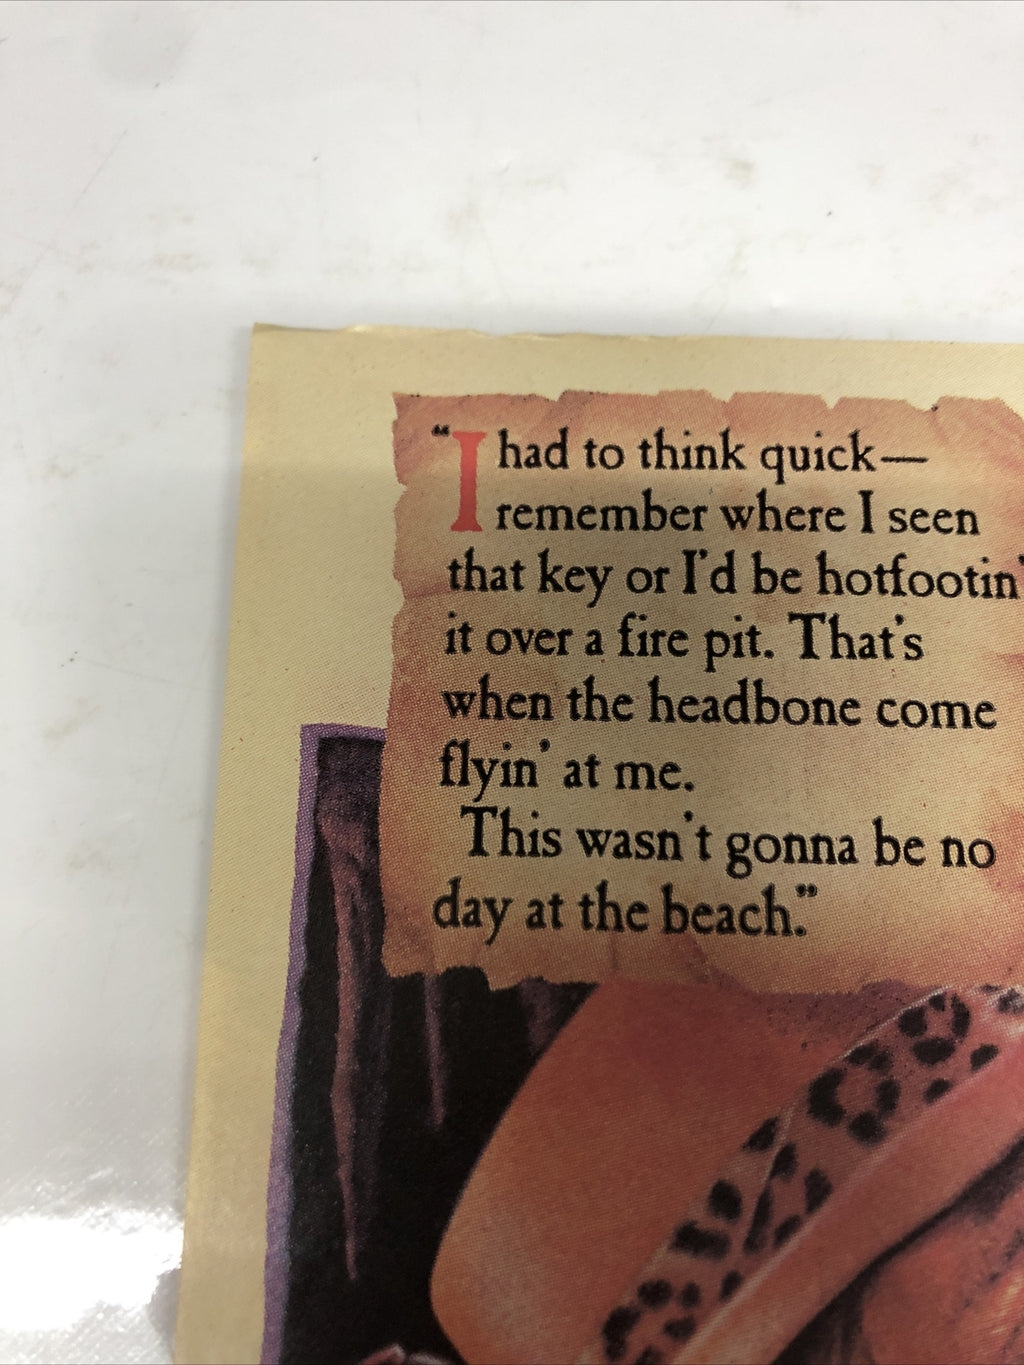 “I had to think quick—
remember where I seen
that key or I'd be hotfootin'
it over a fire pit. That's
when the headbone come
flyin' at me.
This wasn't gonna be no
day at the beach.”